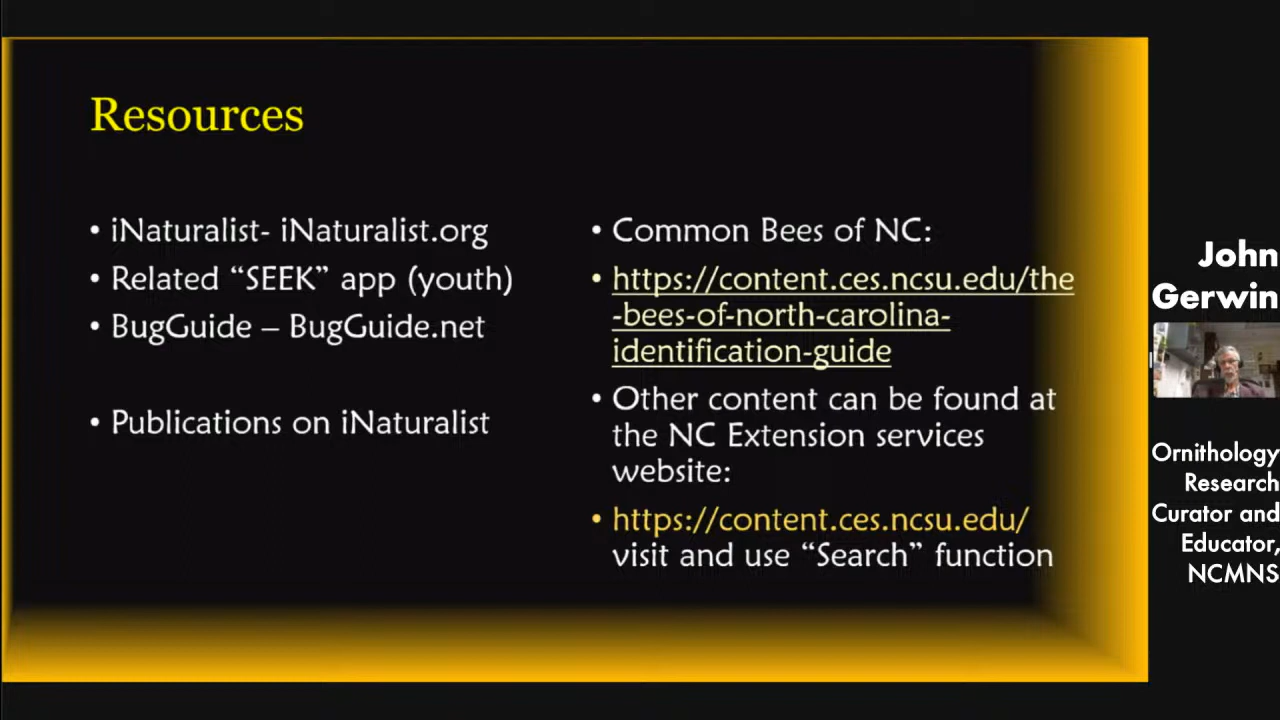 Resources
• iNaturalist- iNaturalist.org
• Related “SEEK” app (youth)
• BugGuide – BugGuide.net
• Publications on iNaturalist
• Common Bees of NC:
• https://content.ces.ncsu.edu/the
-bees-of-north-carolina-
identification-guide
• Other content can be found at
the NC Extension services
website:
• https://content.ces.ncsu.edu/
visit and use “Search” function
John
Gerwin
Ornithology
Research
Curator and
Educator,
NCMNS